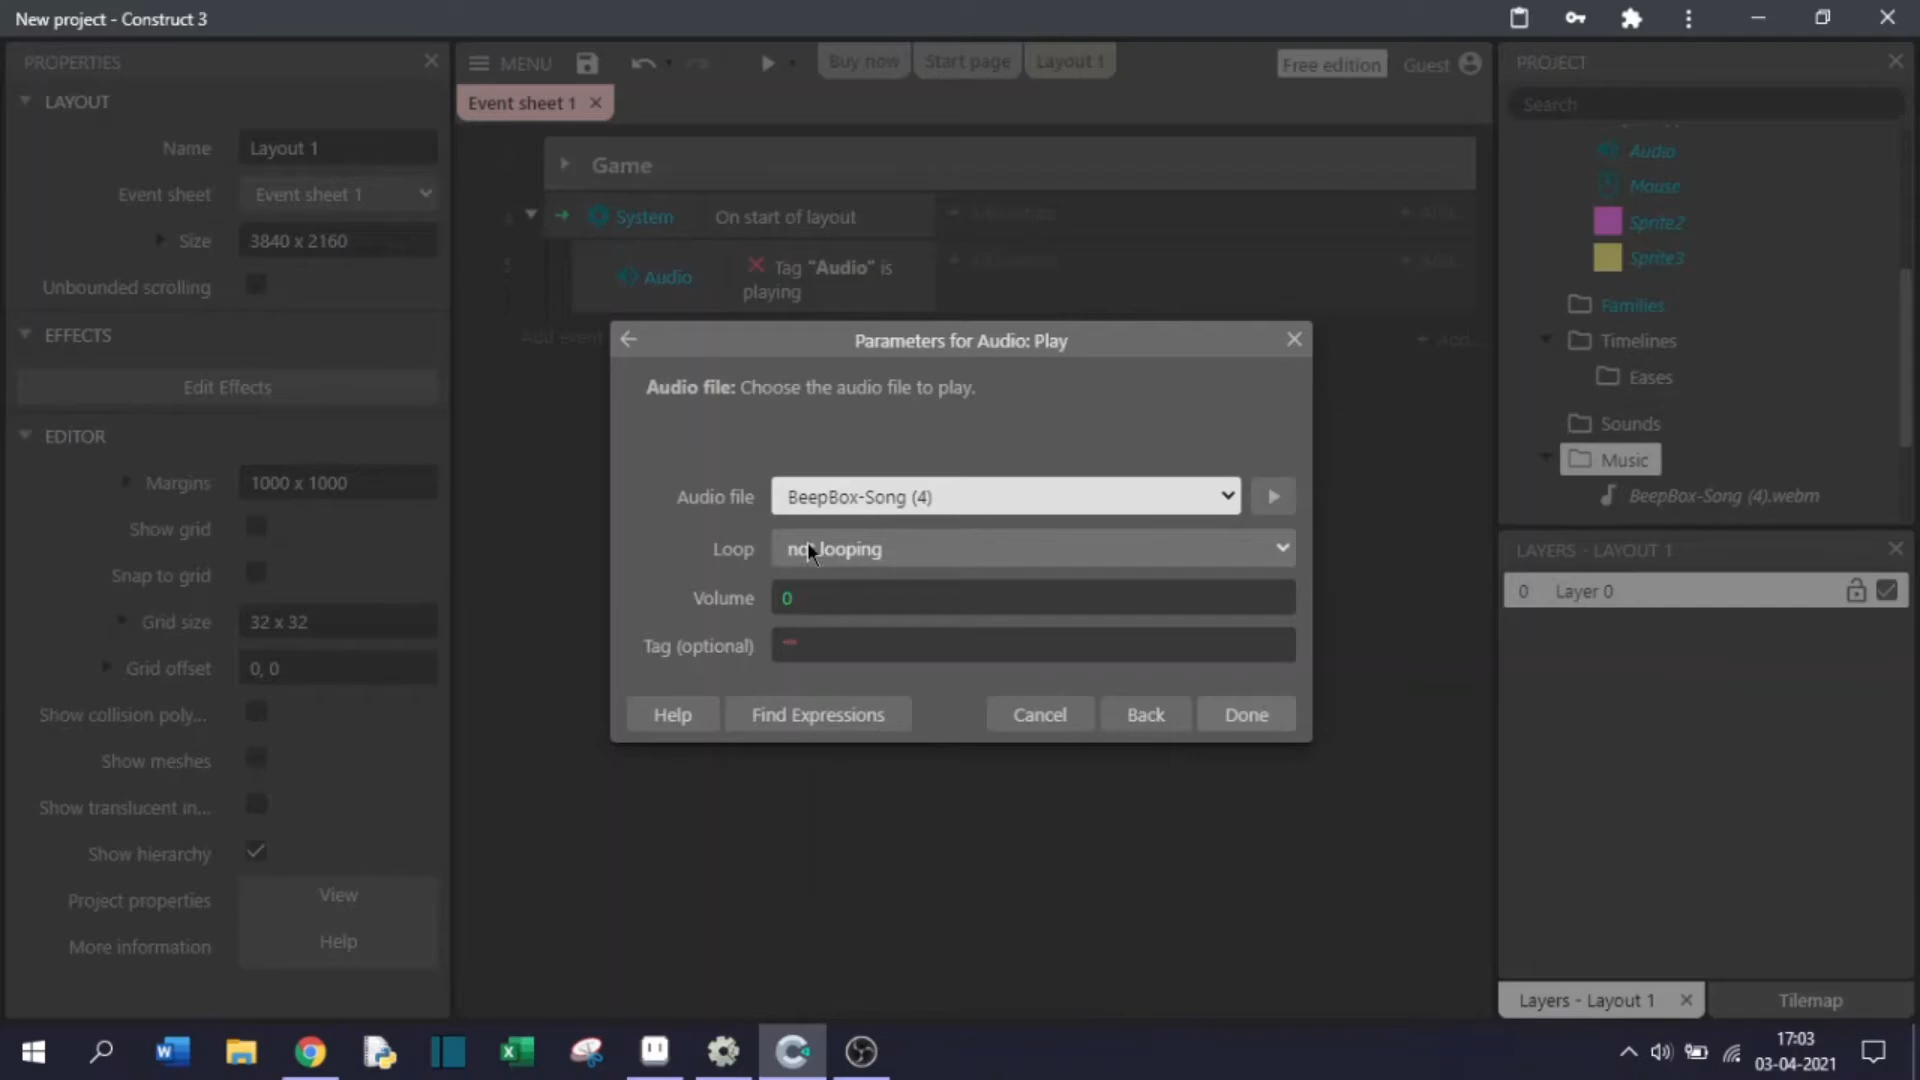 New project - Construct 3
PROPERTIES
LAYOUT
Name
Layout 1
Event sheet
Event sheet 1
Size
3840 x 2160
Unbounded scrolling
EFFECTS
Edit Effects
EDITOR
Margins
1000 x 1000
Show grid
Snap to grid
Grid size
32 x 32
Grid offset
0, 0
Show collision poly...
Show meshes
Show translucent in...
Show hierarchy
Project properties
View
More information
Help
MENU
Buy now
Start page
Layout 1
Free edition
Guest
Event sheet 1
Game
System
On start of layout
Audio
Tag "Audio" is
playing
Add event
Add...
Parameters for Audio: Play
Audio file: Choose the audio file to play.
Audio file
BeepBox-Song (4)
Loop
not looping
Volume
0
Tag (optional)
""
Help
Find Expressions
Cancel
Back
Done
PROJECT
Search
Audio
Mouse
Sprite2
Sprite3
Families
Timelines
Eases
Sounds
Music
BeepBox-Song (4).webm
LAYERS - LAYOUT 1
0 Layer 0
Layers - Layout 1
Tilemap
17:03
03-04-2021